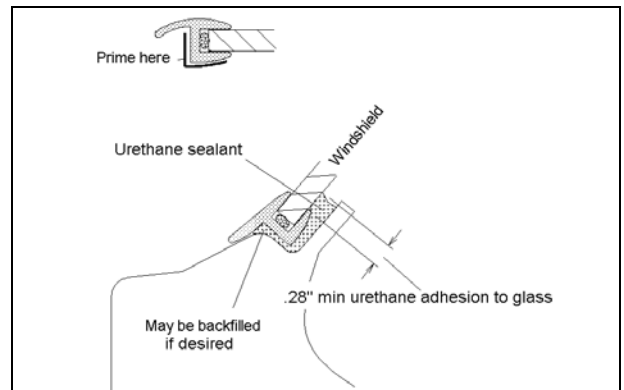 Prime here
Windshield
Urethane sealant
.28" min urethane adhesion to glass
May be backfilled
if desired